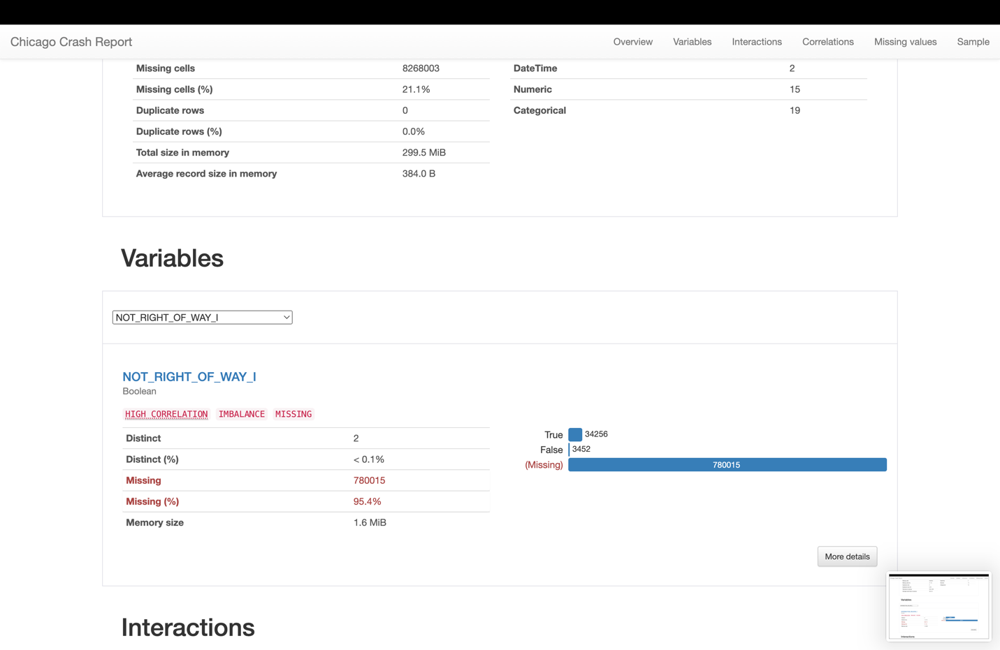 Chicago Crash Report
Overview Variables Interactions Correlations Missing values Sample
Missing cells 8268003
Missing cells (%) 21.1%
Duplicate rows 0
Duplicate rows (%) 0.0%
Total size in memory 299.5 MiB
Average record size in memory 384.0 B
DateTime 2
Numeric 15
Categorical 19
Variables
NOT_RIGHT_OF_WAY_I
NOT_RIGHT_OF_WAY_I
Boolean
HIGH CORRELATION IMBALANCE MISSING
Distinct 2
Distinct (%) < 0.1%
Missing 780015
Missing (%) 95.4%
Memory size 1.6 MiB
True 34256
False 3452
(Missing) 780015
More details
Interactions
Variables
Interactions